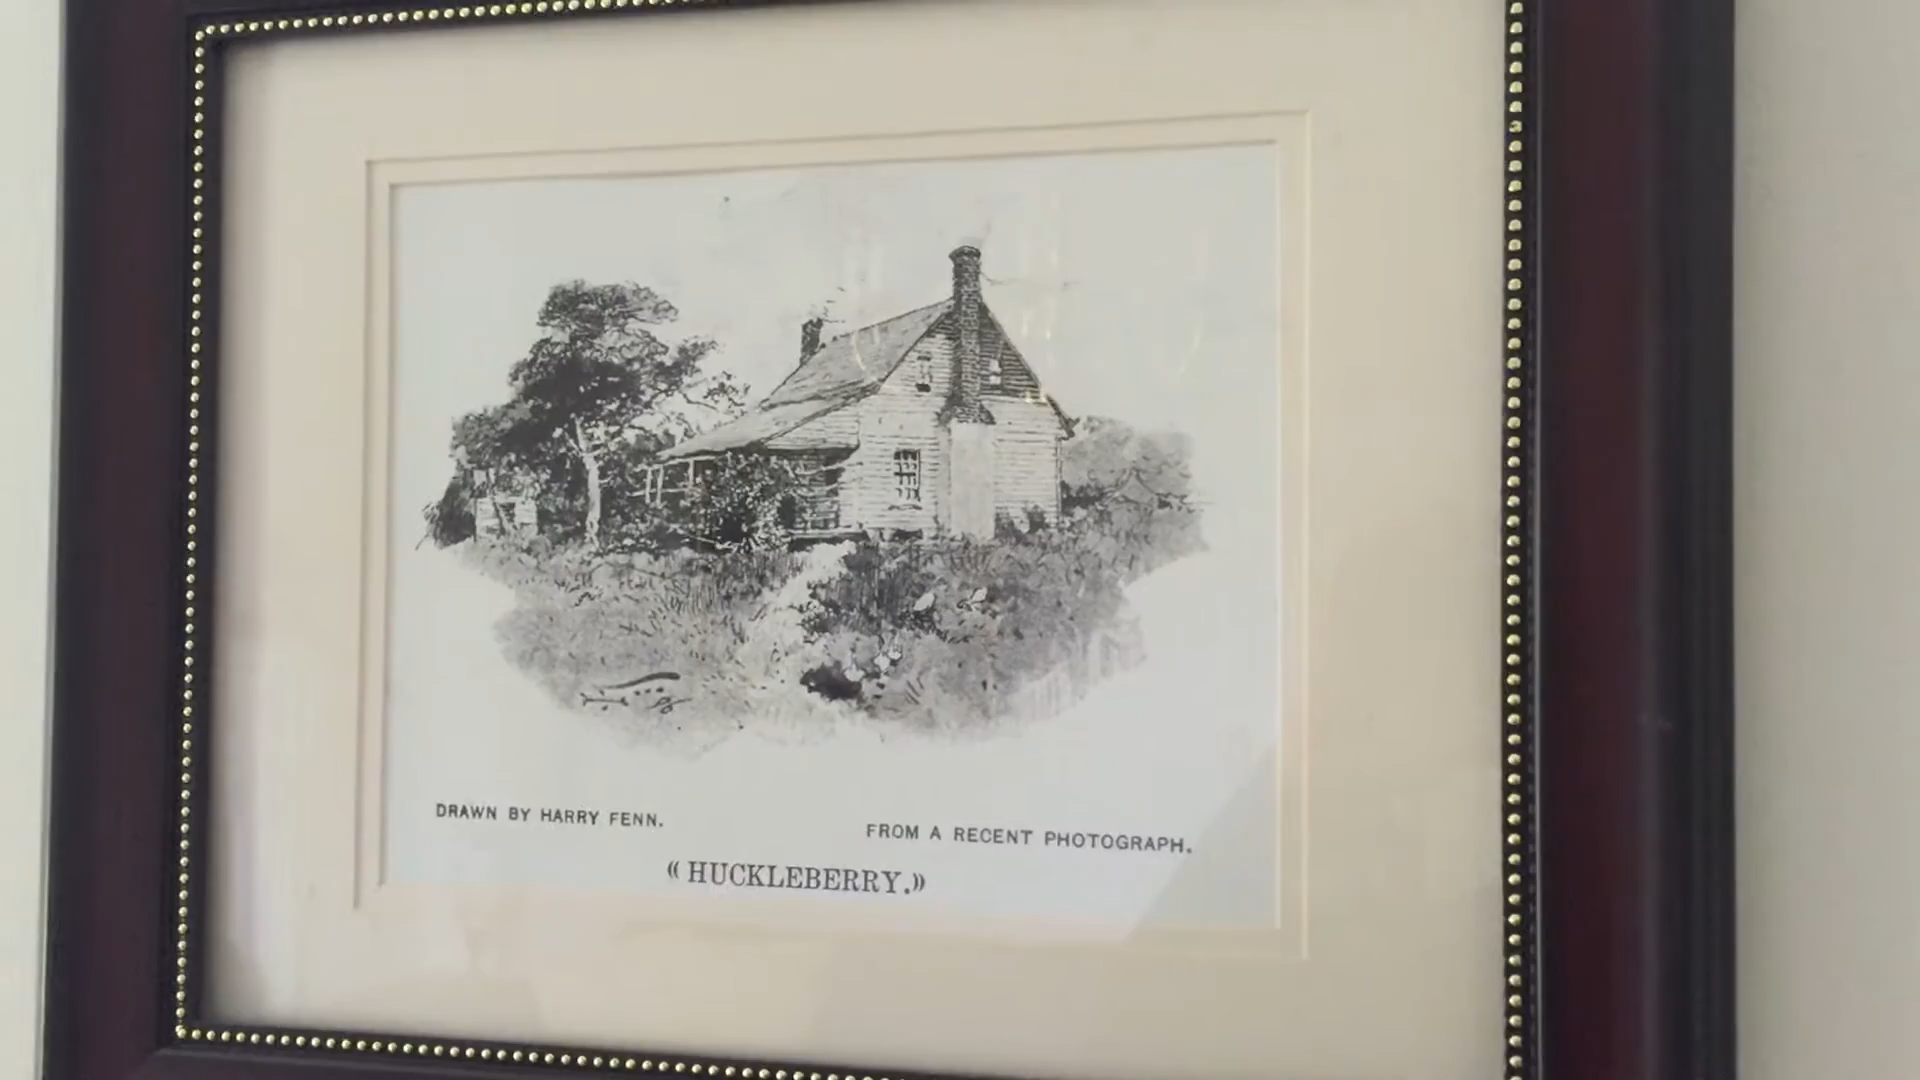 DRAWN BY HARRY FENN.
FROM A RECENT PHOTOGRAPH.
“HUCKLEBERRY.”